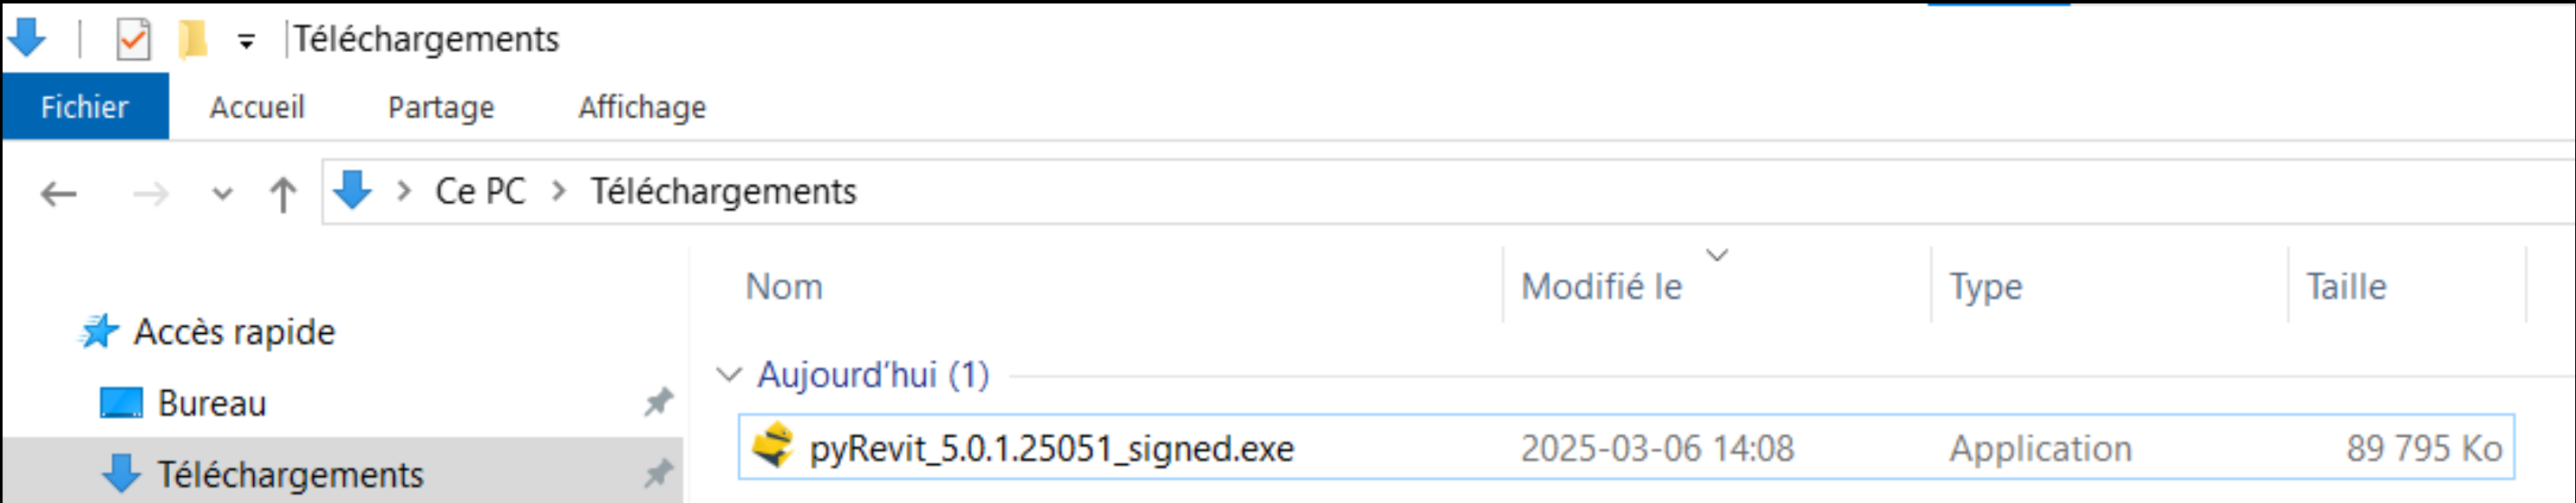 Téléchargements
Fichier Accueil Partage Affichage
Ce PC Téléchargements
Nom Modifié le Type Taille
Accès rapide
Aujourd'hui (1)
Bureau
pyRevit_5.0.1.25051_signed.exe 2025-03-06 14:08 Application 89 795 Ko
Téléchargements